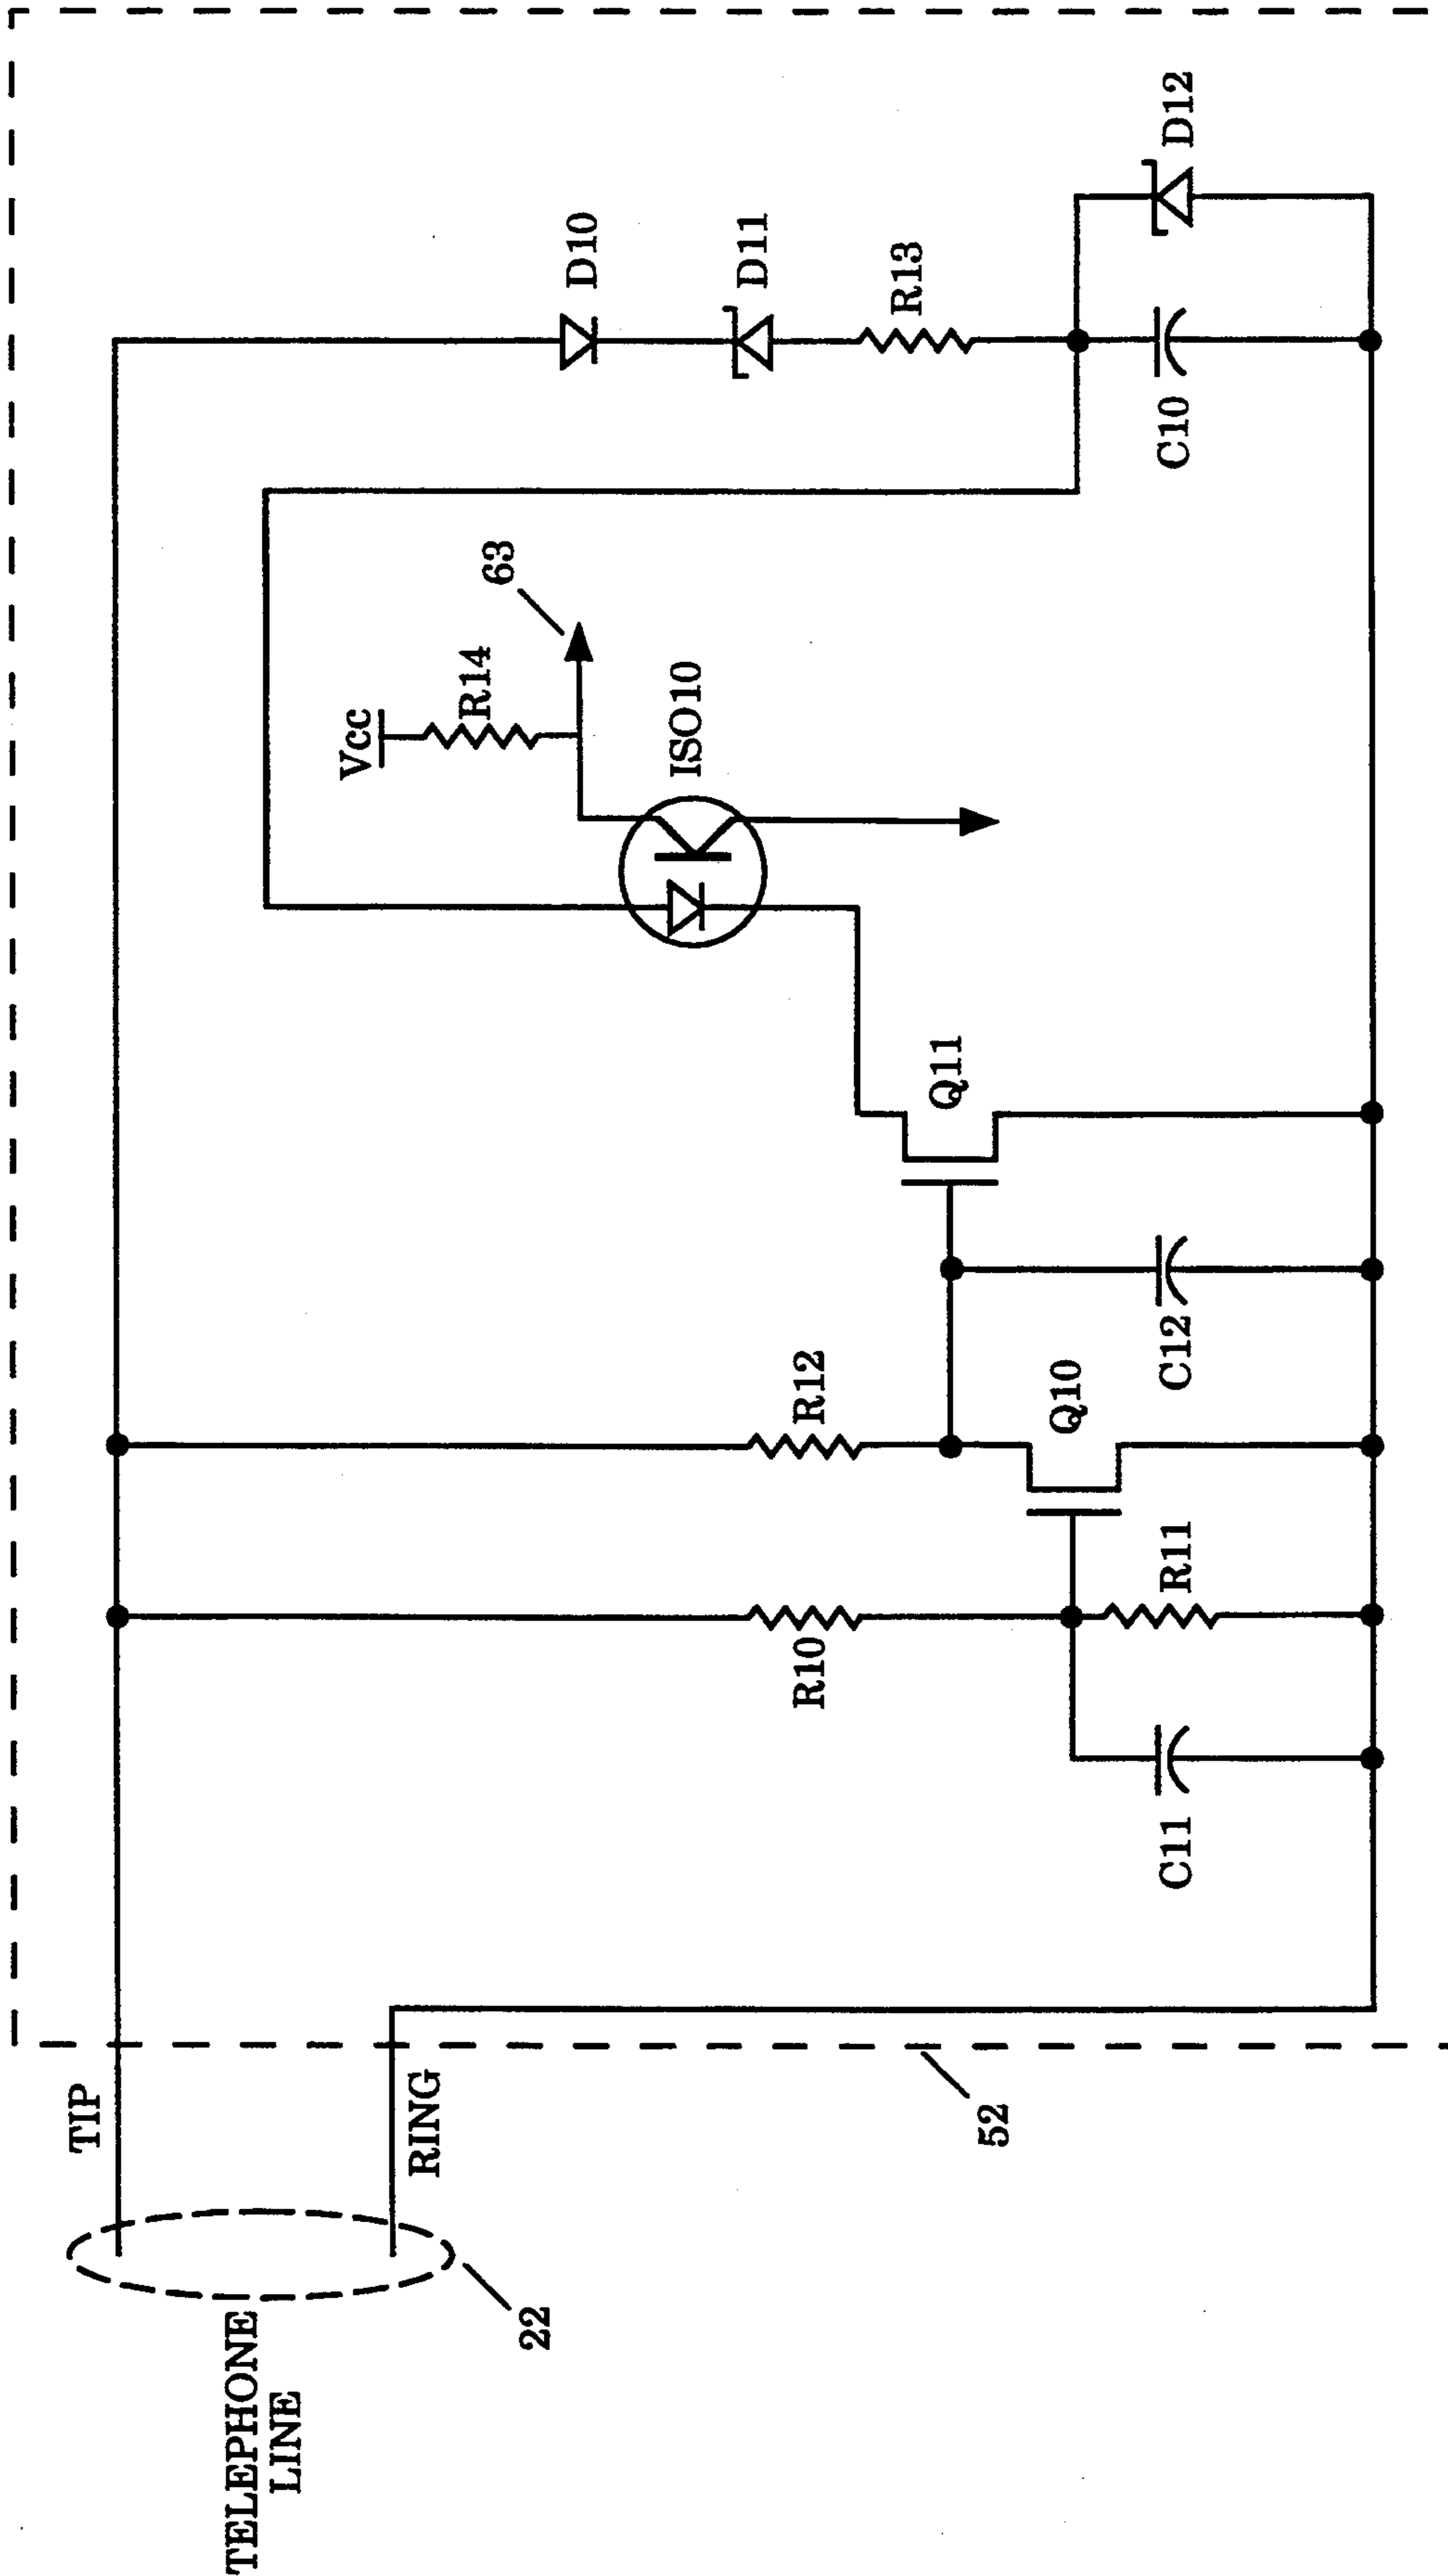 TELEPHONE
LINE
22
TIP
RING
52
C11
R10
R11
R12
Q10
C12
Q11
Vcc
R14
63
ISO10
D10
D11
R13
C10
D12